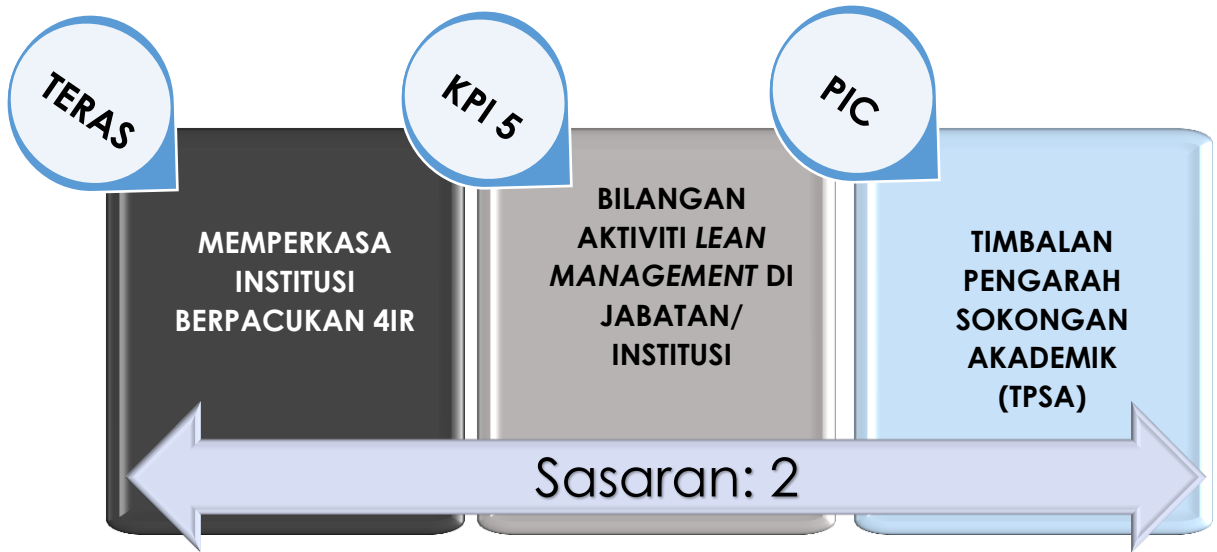 TERAS
MEMPERKASA
INSTITUSI
BERPACUKAN 4IR
KPI 5
BILANGAN
AKTIVITI LEAN
MANAGEMENT DI
JABATAN/
INSTITUSI
PIC
TIMBALAN
PENGARAH
SOKONGAN
AKADEMIK
(TPSA)
Sasaran: 2